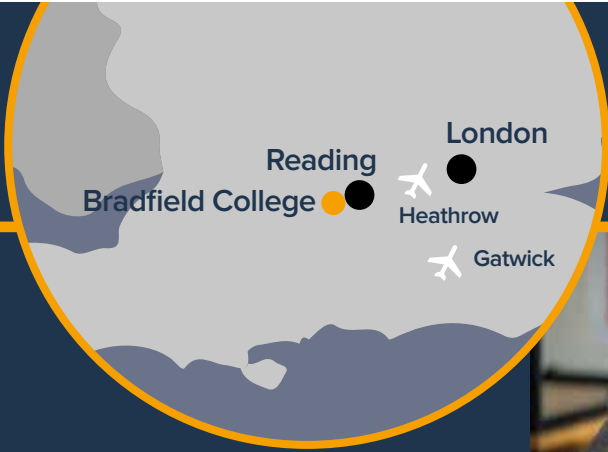 London
Reading
Bradfield College
Heathrow
Gatwick